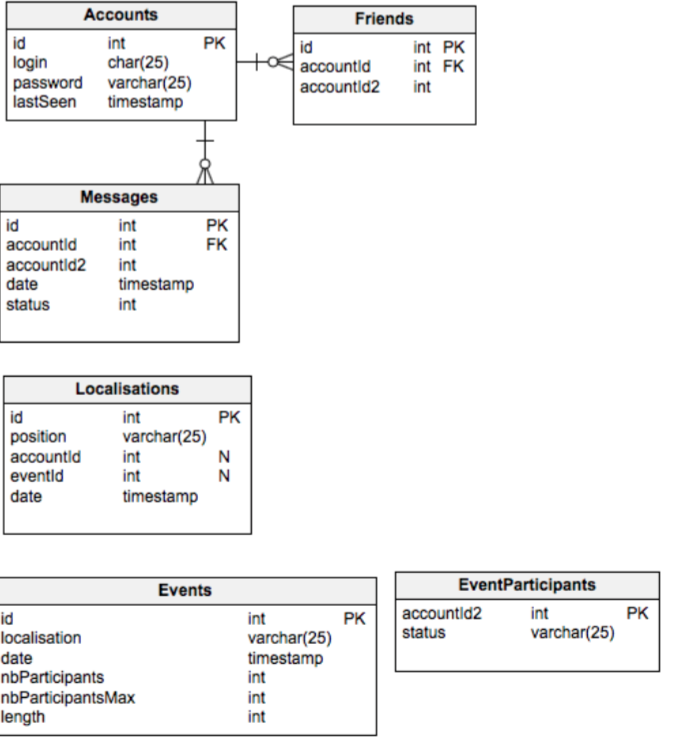 Accounts
id int PK
login char(25)
password varchar(25)
lastSeen timestamp
Friends
id int PK
accountId int FK
accountId2 int
Messages
id int PK
accountId int FK
accountId2 int
date timestamp
status int
Localisations
id int PK
position varchar(25)
accountId int N
eventId int N
date timestamp
Events
id int PK
localisation varchar(25)
date timestamp
nbParticipants int
nbParticipantsMax int
length int
EventParticipants
accountId2 int PK
status varchar(25)